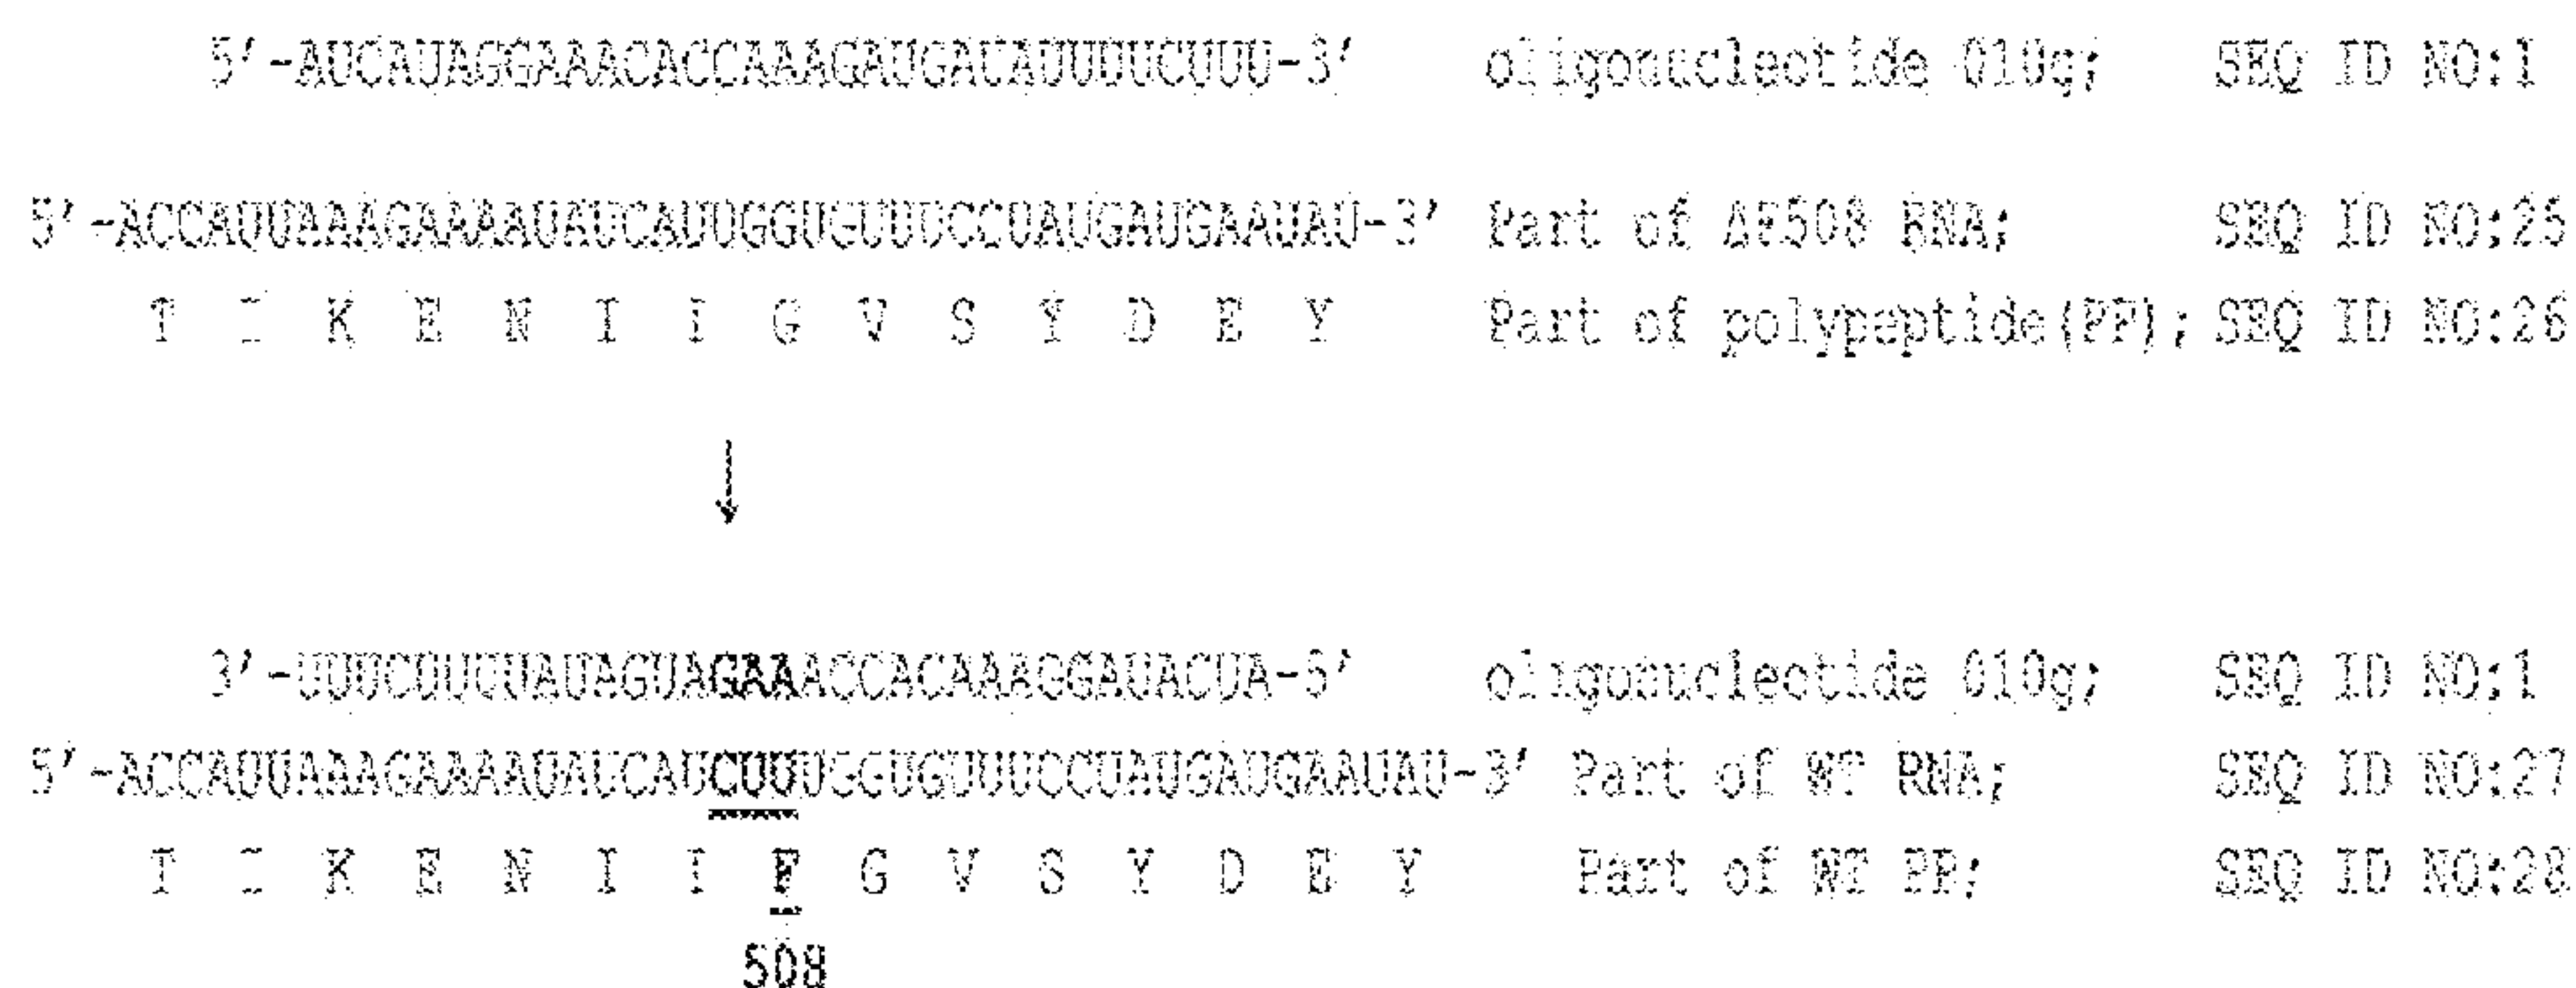 5'-AUCAUAGGAAACACCAAAGAUGAUAUUUUCUUU-3' oligonucleotide 010g; SEQ ID NO:1
5'-ACCAUUAAAGAAAAUAUCAUUGGUGUUUCCUAUGAUGAAUAU-3' Part of ΔF508 RNA; SEQ ID NO:25
T I K E N I I G V S Y D E Y Part of polypeptide(PP); SEQ ID NO:26
↓
3'-UUUCUUUUAUAGUAGAAACCACAAAGGAUACUA-5' oligonucleotide 010g; SEQ ID NO:1
5'-ACCAUUAAAGAAAAUAUCAUCUUUGGUGUUUCCUAUGAUGAAUAU-3' Part of WT RNA; SEQ ID NO:27
T I K E N I I F G V S Y D E Y Part of WT PP; SEQ ID NO:28
508